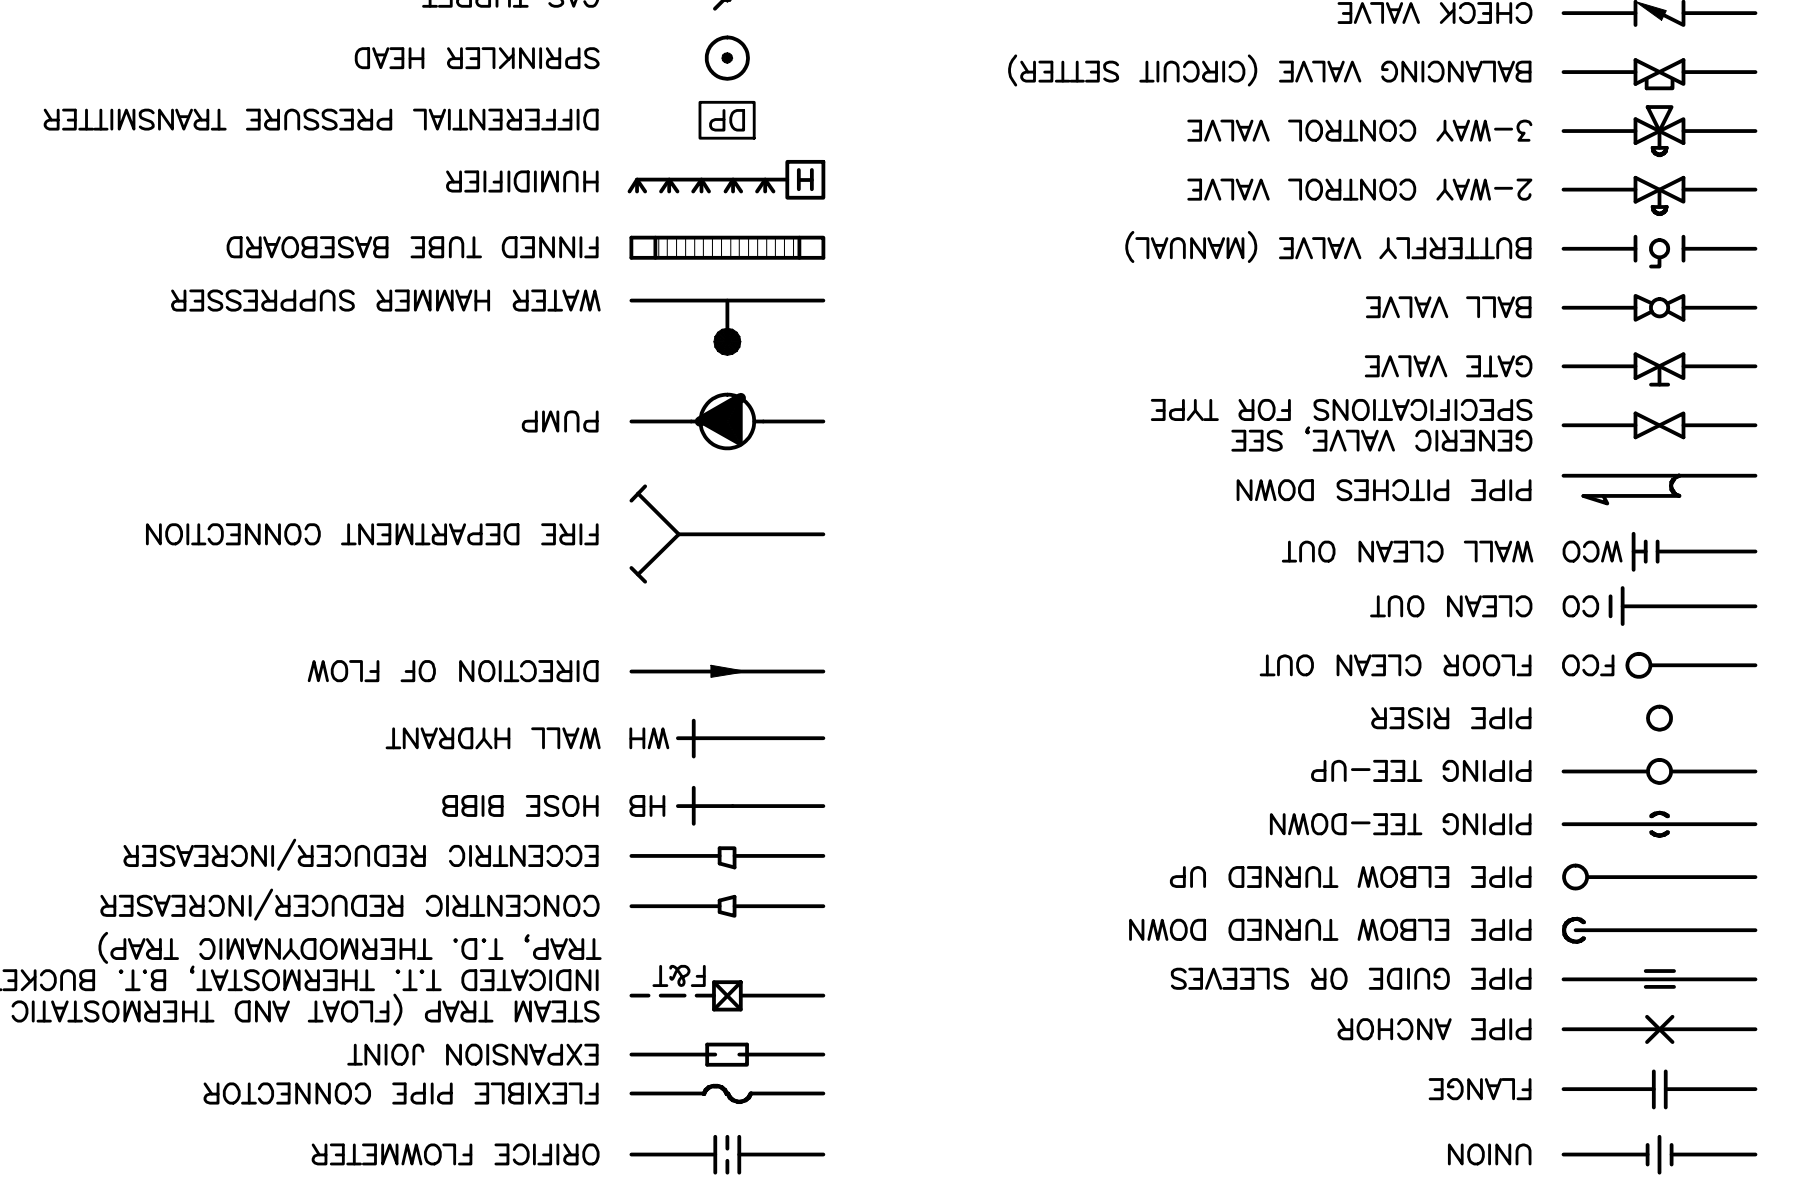 UNION
FLANGE
PIPE ANCHOR
PIPE GUIDE OR SLEEVES
PIPE ELBOW TURNED DOWN
PIPE ELBOW TURNED UP
PIPING TEE-DOWN
PIPING TEE-UP
PIPE RISER
FCO FLOOR CLEAN OUT
CO CLEAN OUT
WCO WALL CLEAN OUT
PIPE PITCHES DOWN
GENERIC VALVE, SEE
SPECIFICATIONS FOR TYPE
GATE VALVE
BALL VALVE
BUTTERFLY VALVE (MANUAL)
2-WAY CONTROL VALVE
3-WAY CONTROL VALVE
BALANCING VALVE (CIRCUIT SETTER)
CHECK VALVE
ORIFICE FLOWMETER
FLEXIBLE PIPE CONNECTOR
EXPANSION JOINT
F&T
STEAM TRAP (FLOAT AND THERMOSTATIC
INDICATED T.T. THERMOSTAT, B.T. BUCKE
TRAP, T.D. THERMODYNAMIC TRAP)
CONCENTRIC REDUCER/INCREASER
ECCENTRIC REDUCER/INCREASER
HB HOSE BIBB
WH WALL HYDRANT
DIRECTION OF FLOW
FIRE DEPARTMENT CONNECTION
PUMP
WATER HAMMER SUPPRESSER
FINNED TUBE BASEBOARD
H HUMIDIFIER
DP DIFFERENTIAL PRESSURE TRANSMITTER
SPRINKLER HEAD